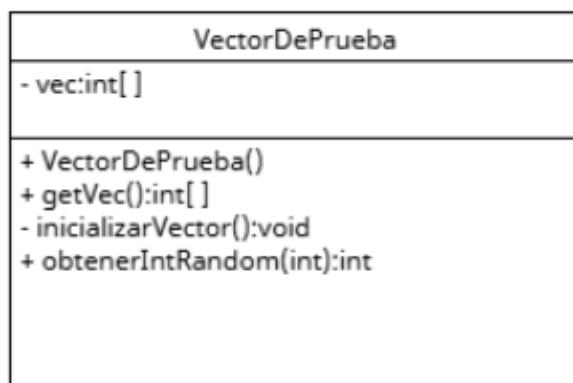 VectorDePrueba
- vec:int[ ]
+ VectorDePrueba()
+ getVec():int[ ]
- inicializarVector():void
+ obtenerIntRandom(int):int